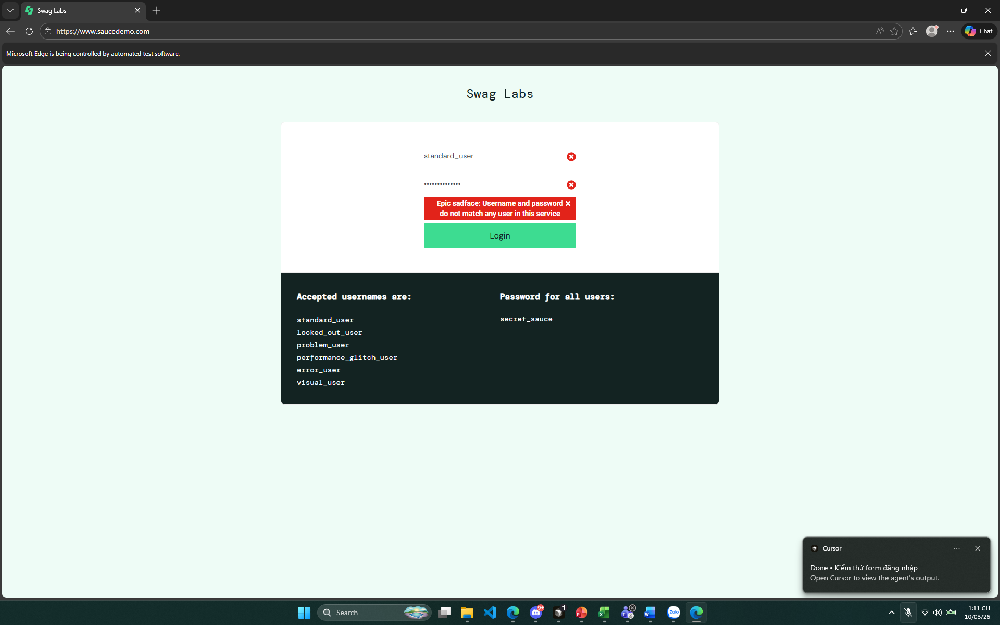 Swag Labs
https://www.saucedemo.com
Chat
Microsoft Edge is being controlled by automated test software.
Swag Labs
standard_user
••••••••••••••
Epic sadface: Username and password
do not match any user in this service
Login
Accepted usernames are:
standard_user
locked_out_user
problem_user
performance_glitch_user
error_user
visual_user
Password for all users:
secret_sauce
Cursor
Done • Kiểm thử form đăng nhập
Open Cursor to view the agent's output.
Search
9+
1
Zalo
1:11 CH
10/03/26